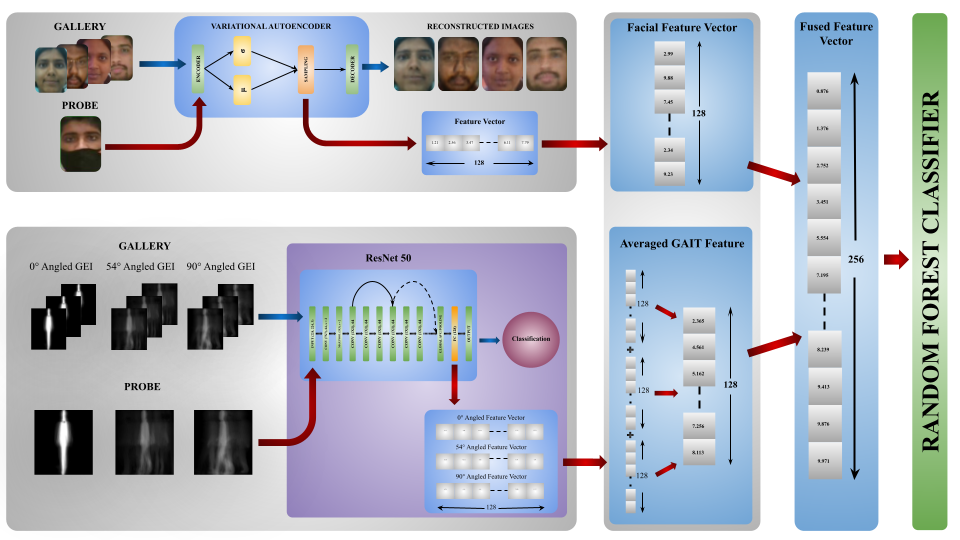 GALLERY
PROBE
VARIATIONAL AUTOENCODER
ENCODER
σ
μ
SAMPLING
DECODER
RECONSTRUCTED IMAGES
Feature Vector
1.21 2.56 3.47 6.11 7.79
128
Facial Feature Vector
2.99
9.88
7.45
2.34
9.23
128
GALLERY
0° Angled GEI
54° Angled GEI
90° Angled GEI
PROBE
ResNet 50
FC (128)
OUTPUT
Classification
0° Angled Feature Vector
54° Angled Feature Vector
90° Angled Feature Vector
128
Averaged GAIT Feature
128
+
128
+
128
2.365
4.561
5.162
7.256
8.113
128
Fused Feature
Vector
0.876
1.376
2.752
3.451
5.554
7.195
8.239
9.413
9.876
9.971
256
RANDOM FOREST CLASSIFIER